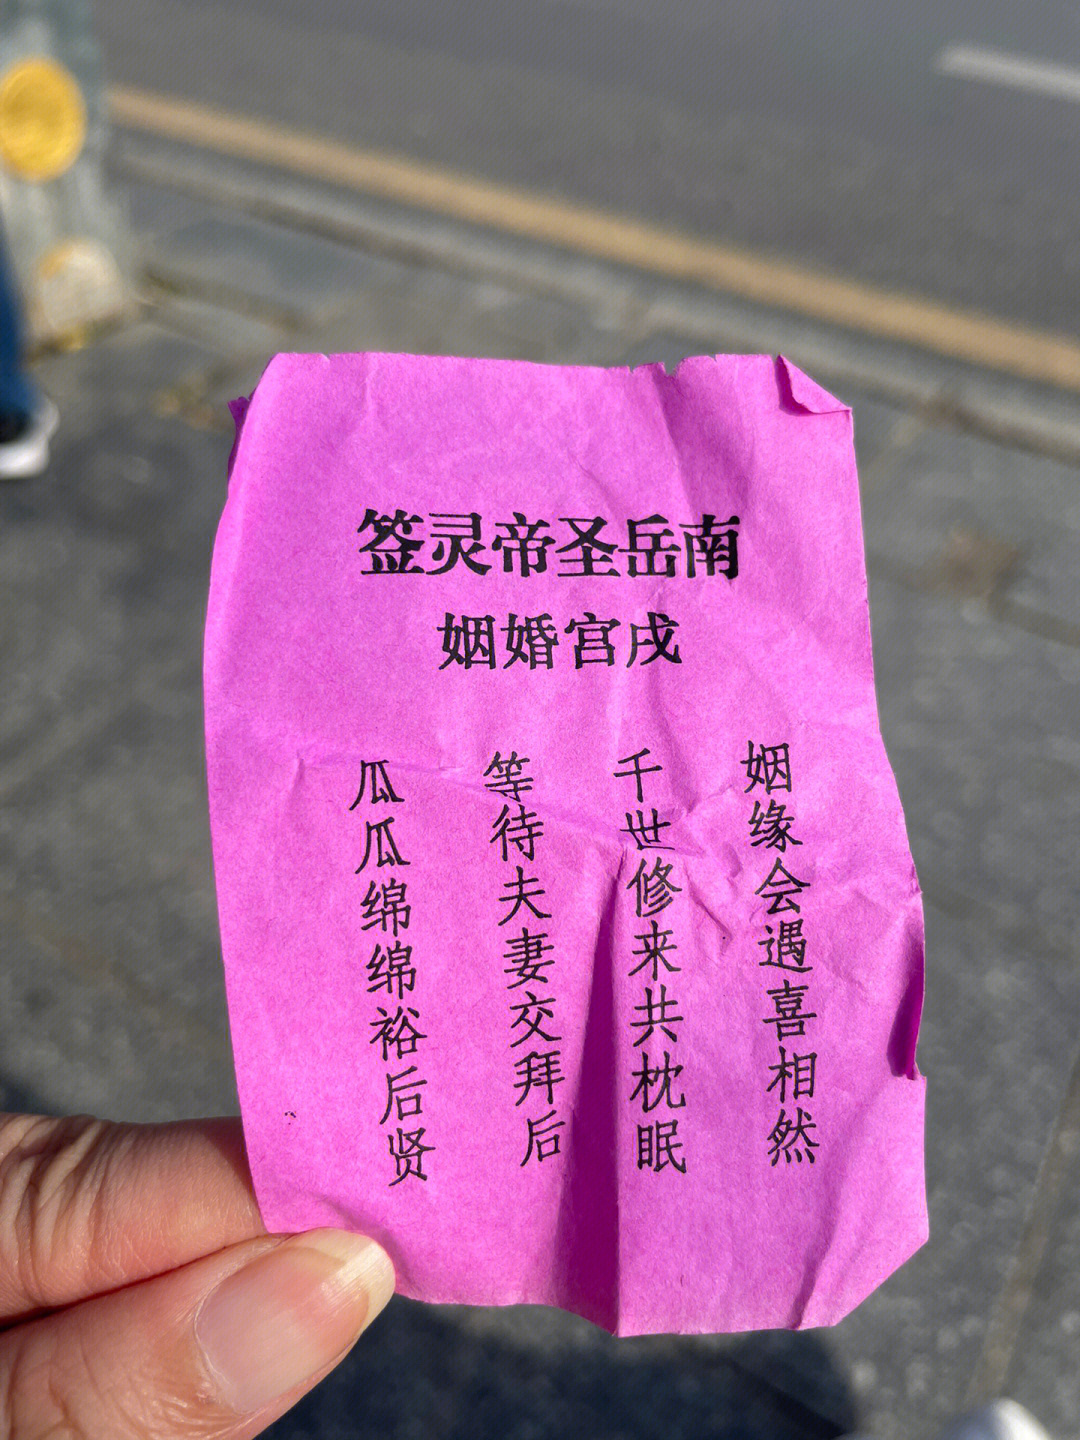 南岳圣帝灵签
戌宫婚姻
姻缘会遇喜相然
千世修来共枕眠
等待夫妻交拜后
瓜瓜绵绵裕后贤